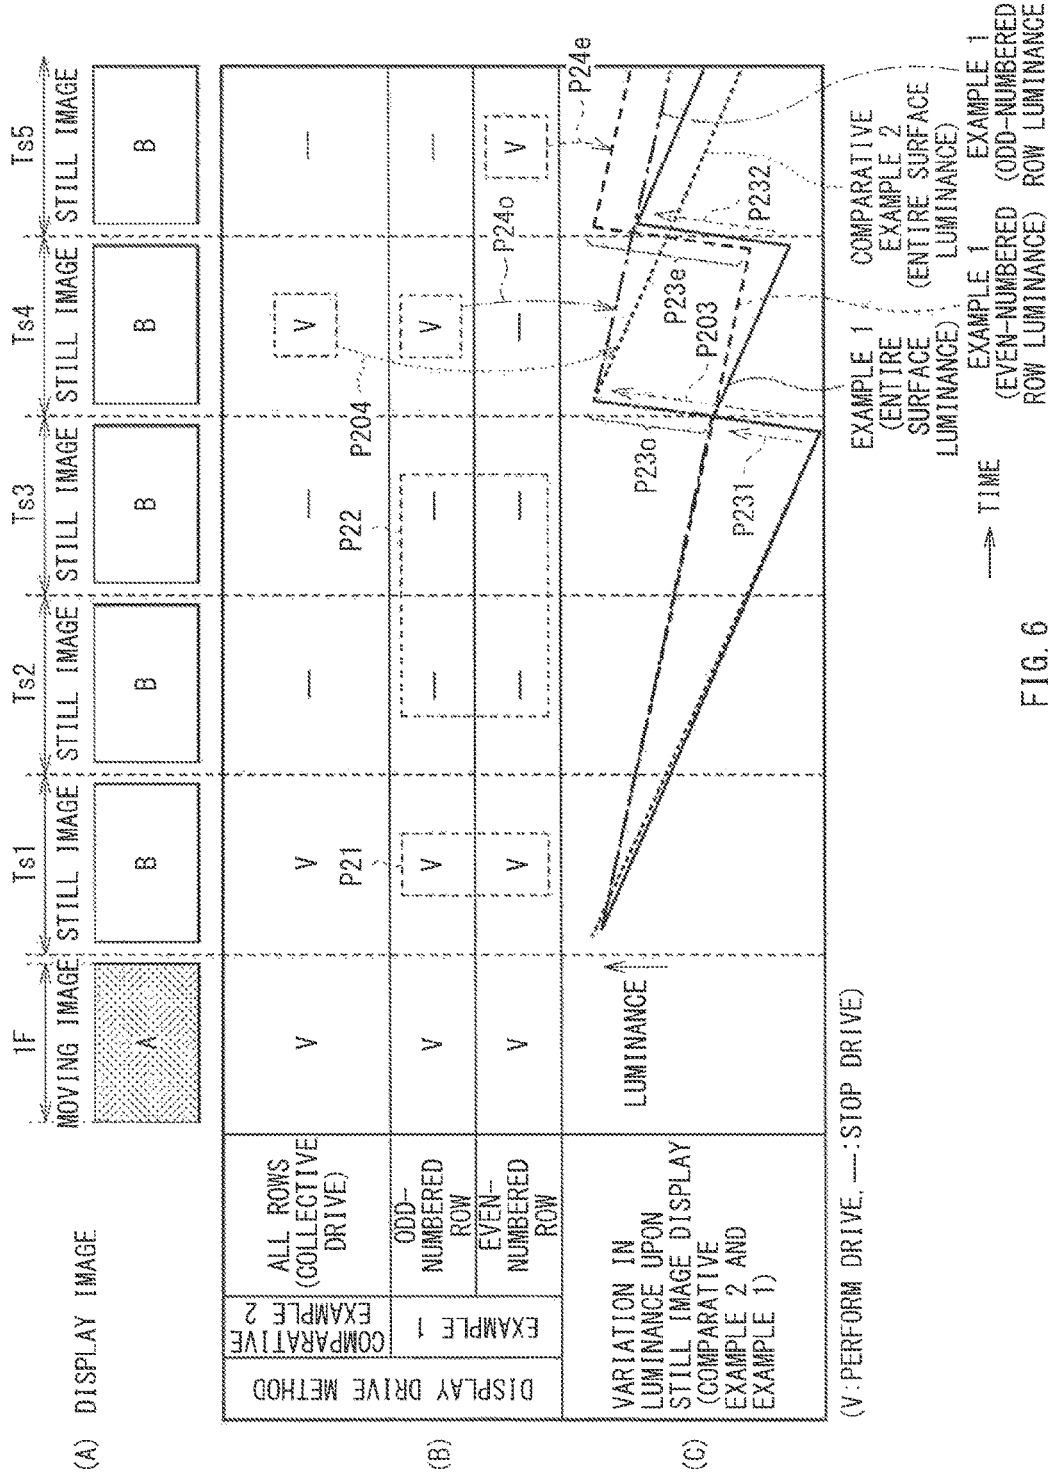 (A) DISPLAY IMAGE
1F
Ts1
Ts2
Ts3
Ts4
Ts5
MOVING IMAGE
STILL IMAGE
STILL IMAGE
STILL IMAGE
STILL IMAGE
STILL IMAGE
A
B
B
B
B
B
(B)
DISPLAY DRIVE METHOD
COMPARATIVE
EXAMPLE 2
ALL ROWS
(COLLECTIVE
DRIVE)
V
V
—
—
V
—
P204
EXAMPLE 1
ODD-
NUMBERED
ROW
V
V
—
—
V
—
P21
P22
P24o
EVEN-
NUMBERED
ROW
V
V
—
—
—
V
P24e
(C)
VARIATION IN
LUMINANCE UPON
STILL IMAGE DISPLAY
(COMPARATIVE
EXAMPLE 2 AND
EXAMPLE 1)
LUMINANCE
P23o
P231
P203
P23e
P232
EXAMPLE 1
(ENTIRE
SURFACE
LUMINANCE)
COMPARATIVE
EXAMPLE 2
(ENTIRE SURFACE
LUMINANCE)
EXAMPLE 1
(EVEN-NUMBERED
ROW LUMINANCE)
EXAMPLE 1
(ODD-NUMBERED
ROW LUMINANCE)
(V:PERFORM DRIVE, —:STOP DRIVE)
→ TIME
FIG. 6